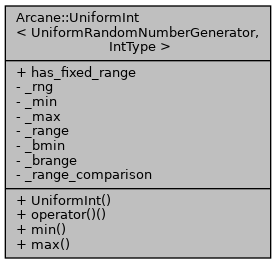 Arcane::UniformInt
< UniformRandomNumberGenerator,
IntType >
+ has_fixed_range
- _rng
- _min
- _max
- _range
- _bmin
- _brange
- _range_comparison
+ UniformInt()
+ operator()()
+ min()
+ max()